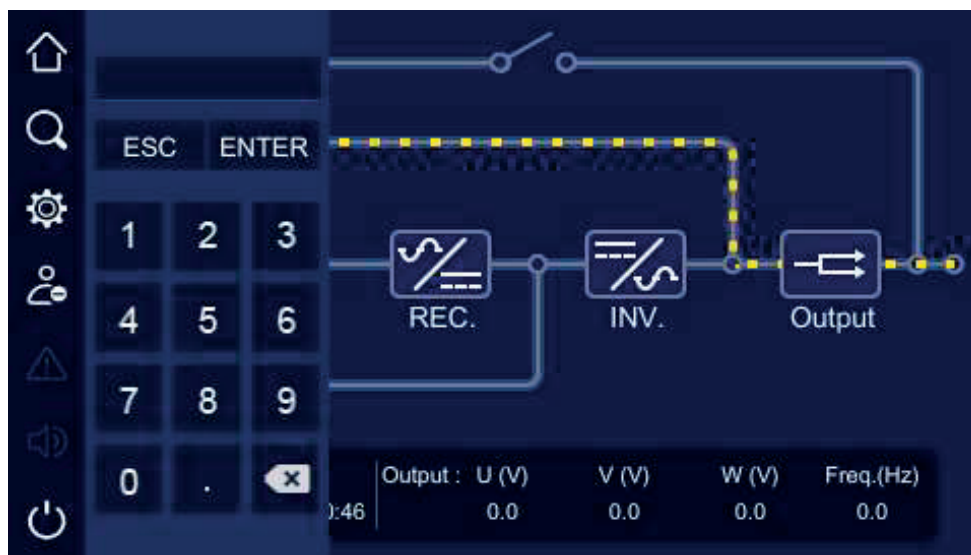 ESC ENTER
1 2 3
REC. INV. Output
4 5 6
7 8 9
0 .
Output : U (V) V (V) W (V) Freq.(Hz)
:46 0.0 0.0 0.0 0.0